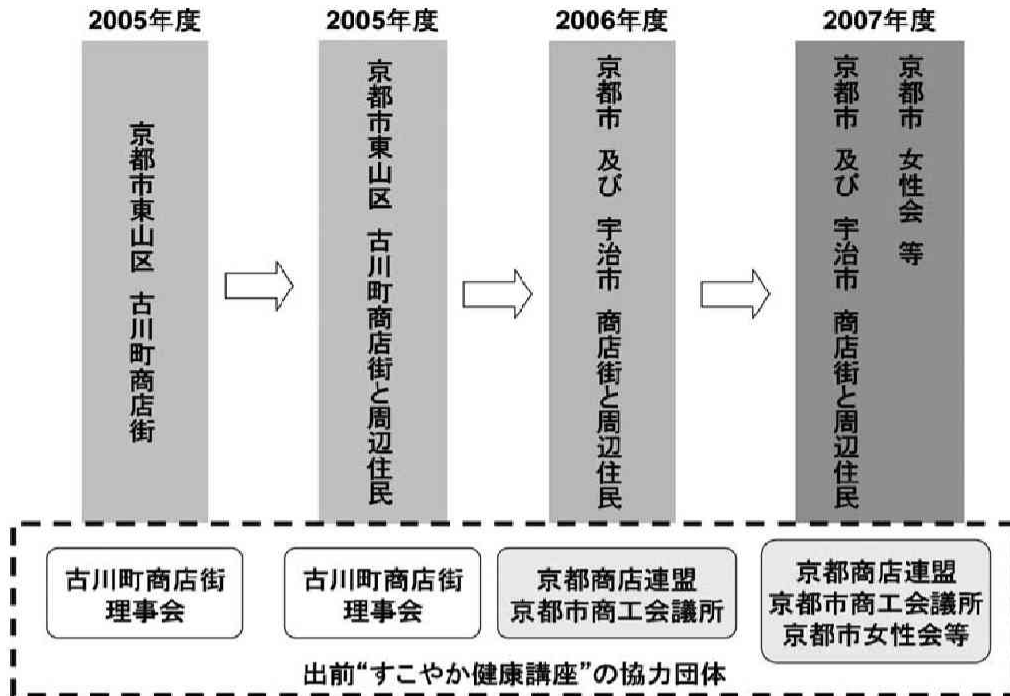 2005年度
2005年度
2006年度
2007年度
京都市東山区 古川町商店街
京都市東山区 古川町商店街と周辺住民
京都市 及び 宇治市 商店街と周辺住民
京都市 女性会 等
京都市 及び 宇治市 商店街と周辺住民
古川町商店街
理事会
古川町商店街
理事会
京都商店連盟
京都市商工会議所
京都商店連盟
京都市商工会議所
京都市女性会等
出前“すこやか健康講座”の協力団体